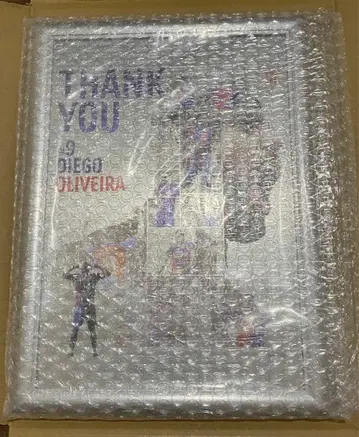 THANK
YOU
#9
DIEGO
OLIVEIRA